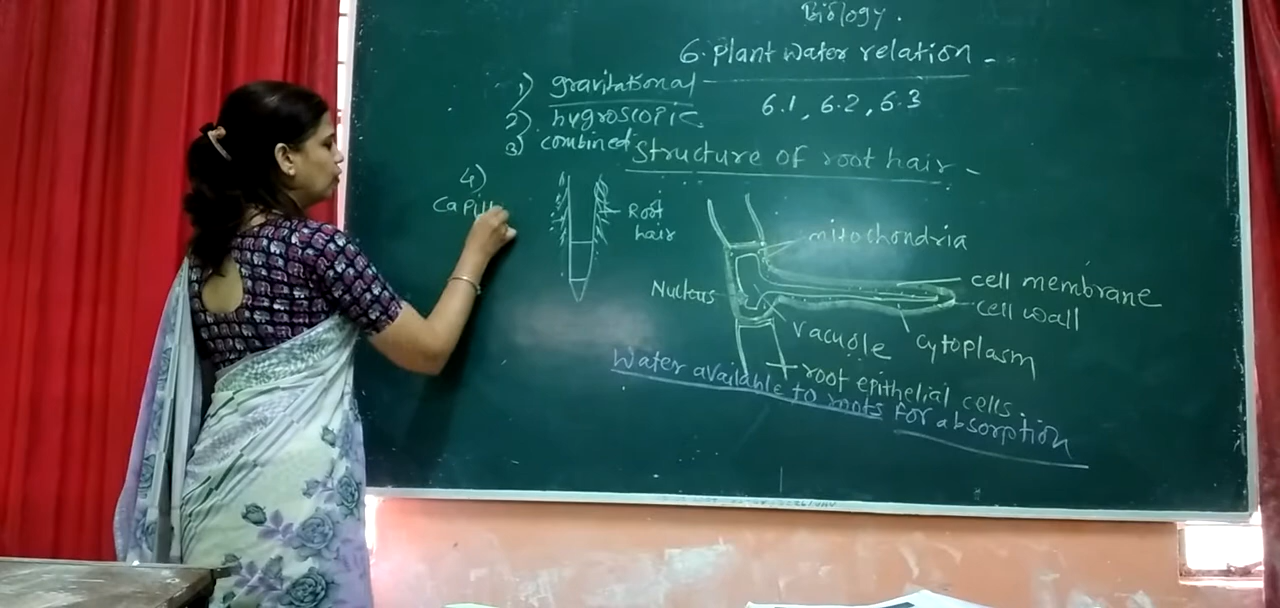 Biology.
6. Plant water relation -
1) gravitational
6.1, 6.2, 6.3
2) hygroscopic
3) combined
Structure of root hair -
4)
Capill
Root
hair
mitochondria
cell membrane
Nucleus
cell wall
Vacuole
cytoplasm
root epithelial cells.
Water available to roots for absorption